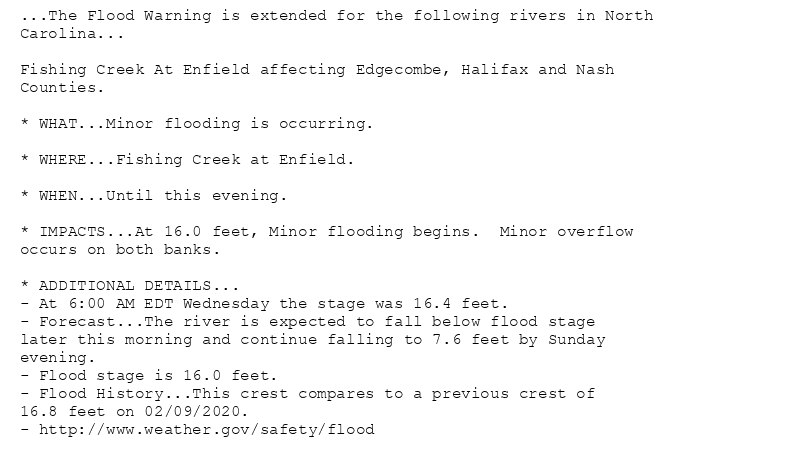 ...The Flood Warning is extended for the following rivers in North
Carolina...
Fishing Creek At Enfield affecting Edgecombe, Halifax and Nash
Counties.
* WHAT...Minor flooding is occurring.
* WHERE...Fishing Creek at Enfield.
* WHEN...Until this evening.
* IMPACTS...At 16.0 feet, Minor flooding begins.  Minor overflow
occurs on both banks.
* ADDITIONAL DETAILS...
- At 6:00 AM EDT Wednesday the stage was 16.4 feet.
- Forecast...The river is expected to fall below flood stage
later this morning and continue falling to 7.6 feet by Sunday
evening.
- Flood stage is 16.0 feet.
- Flood History...This crest compares to a previous crest of
16.8 feet on 02/09/2020.
- http://www.weather.gov/safety/flood